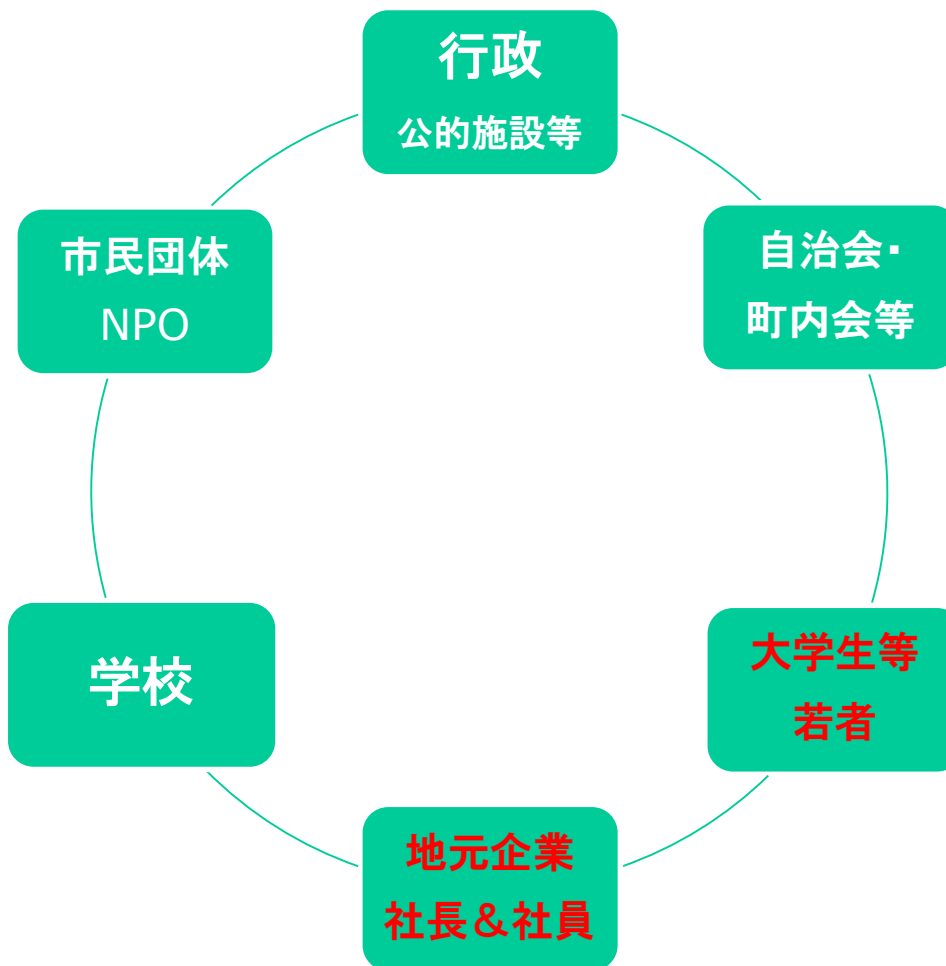 行政
公的施設等
自治会・
町内会等
大学生等
若者
地元企業
社長＆社員
学校
市民団体
NPO